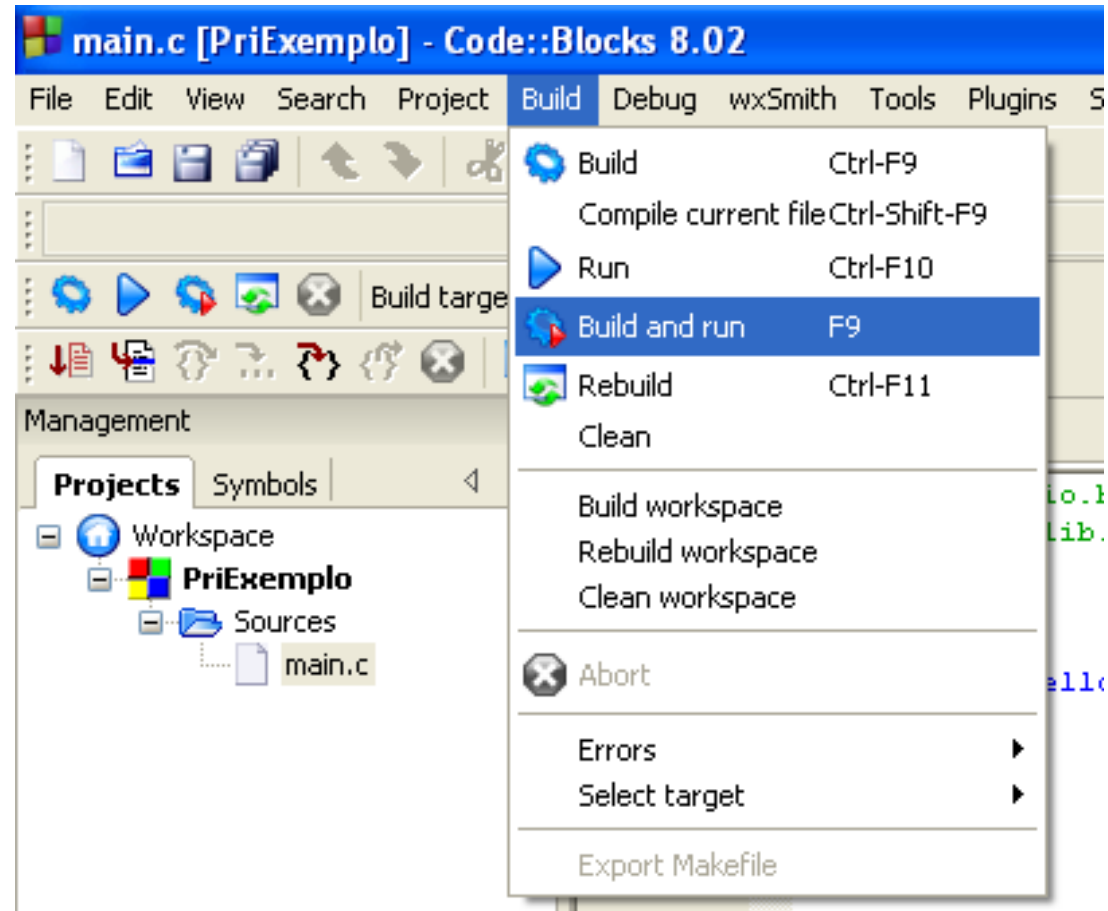 main.c [PriExemplo] - Code::Blocks 8.02
File Edit View Search Project Build Debug wxSmith Tools Plugins S
Build Ctrl-F9
Compile current file Ctrl-Shift-F9
Run Ctrl-F10
Build targe
Build and run F9
Rebuild Ctrl-F11
Clean
Management
Projects Symbols
Build workspace
Rebuild workspace
Clean workspace
Workspace
PriExemplo
Sources
main.c
Abort
Errors
Select target
Export Makefile